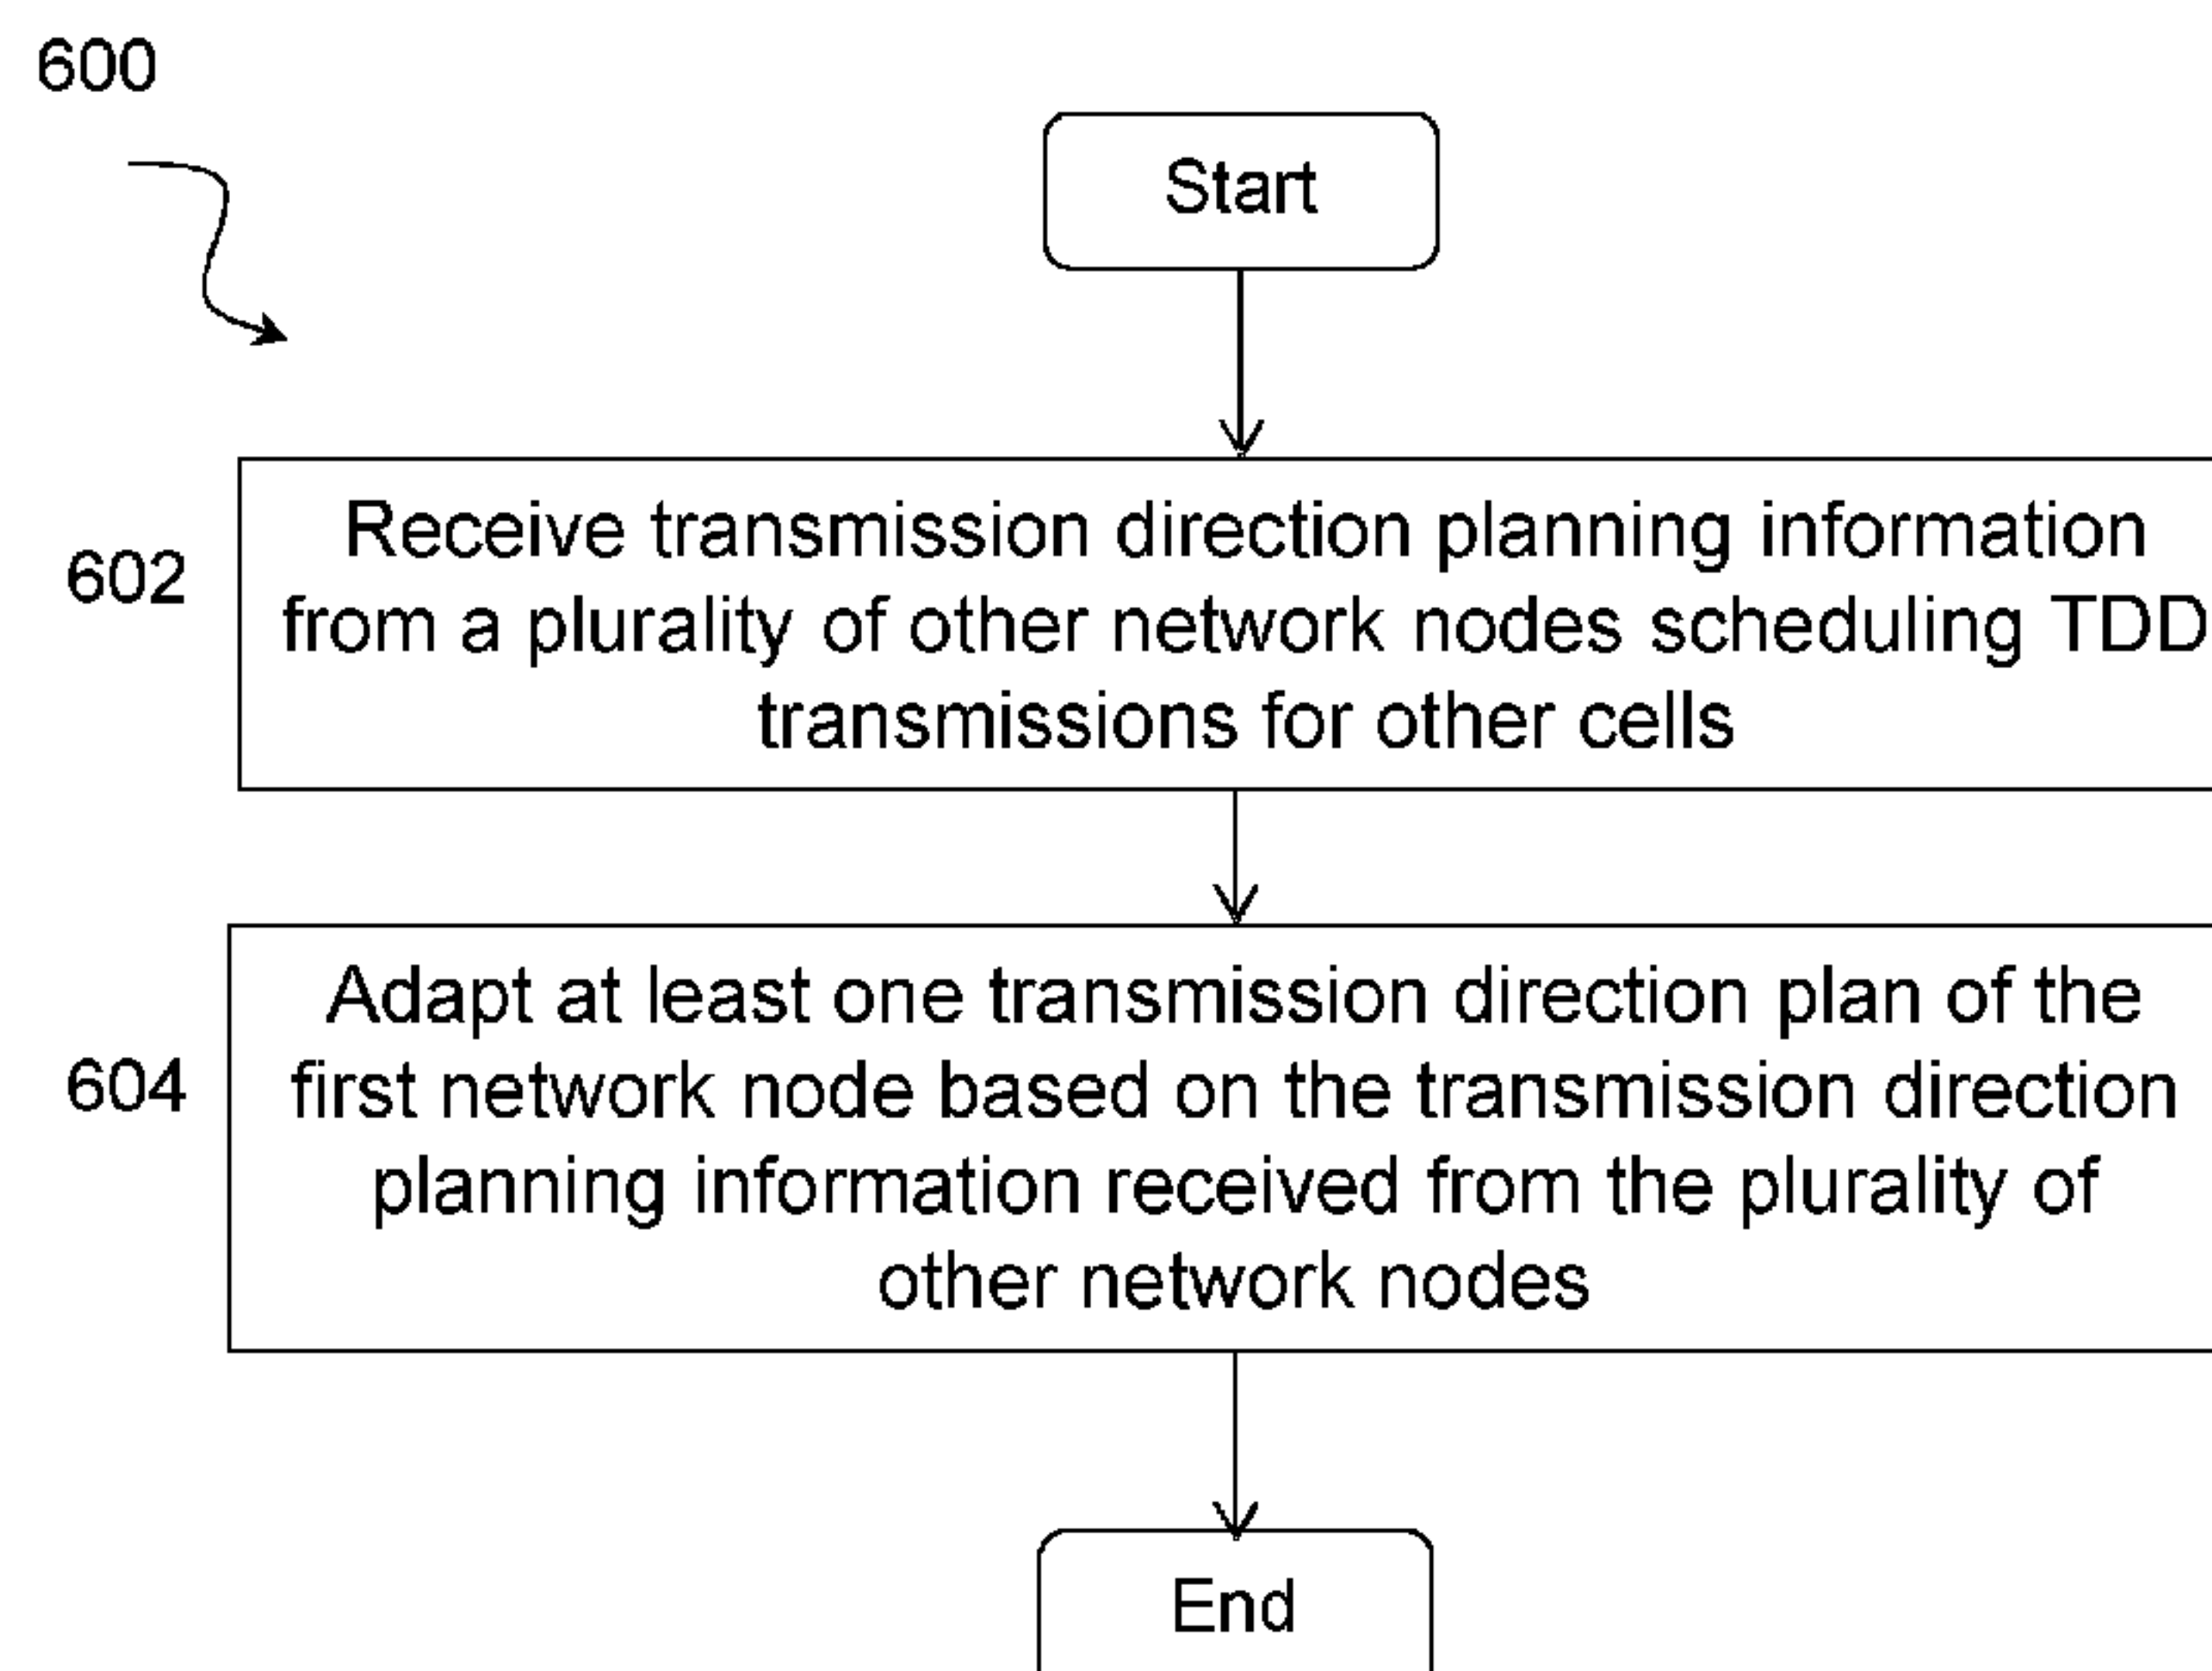 600
Start
602
Receive transmission direction planning information
from a plurality of other network nodes scheduling TDD
transmissions for other cells
604
Adapt at least one transmission direction plan of the
first network node based on the transmission direction
planning information received from the plurality of
other network nodes
End